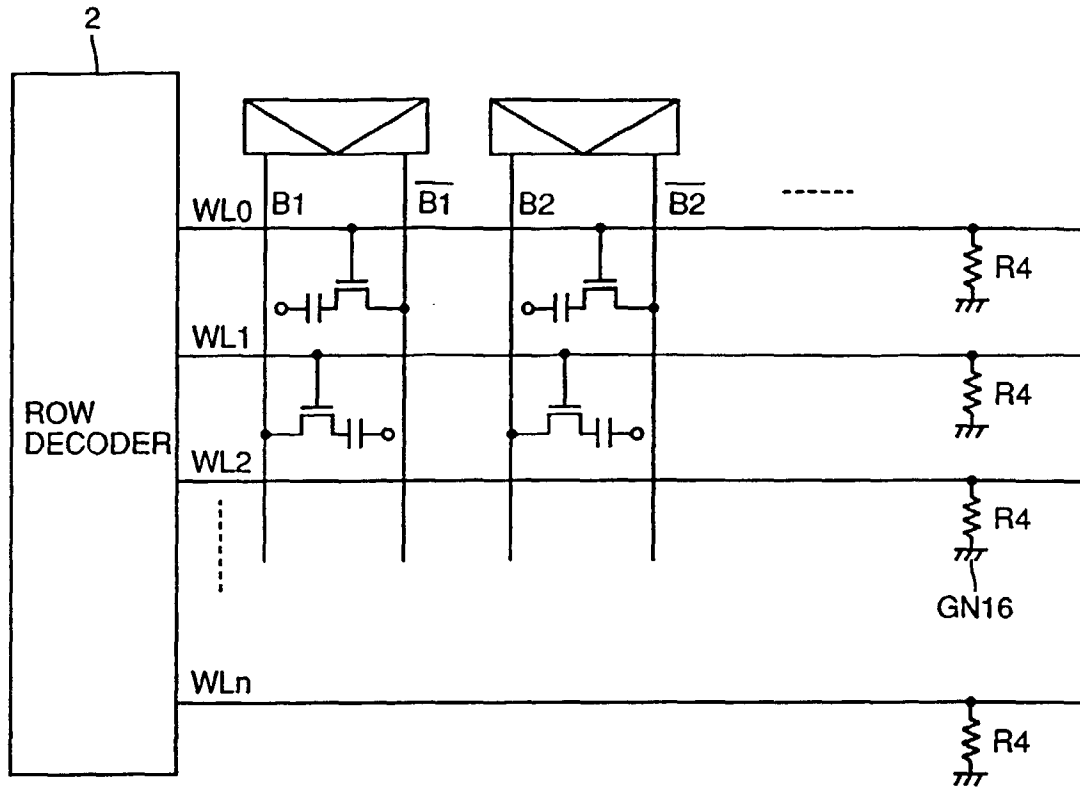 2
WL0 B1 B1̅ B2 B2̅
R4
WL1
R4
ROW
DECODER
WL2
R4
GN16
WLn
R4